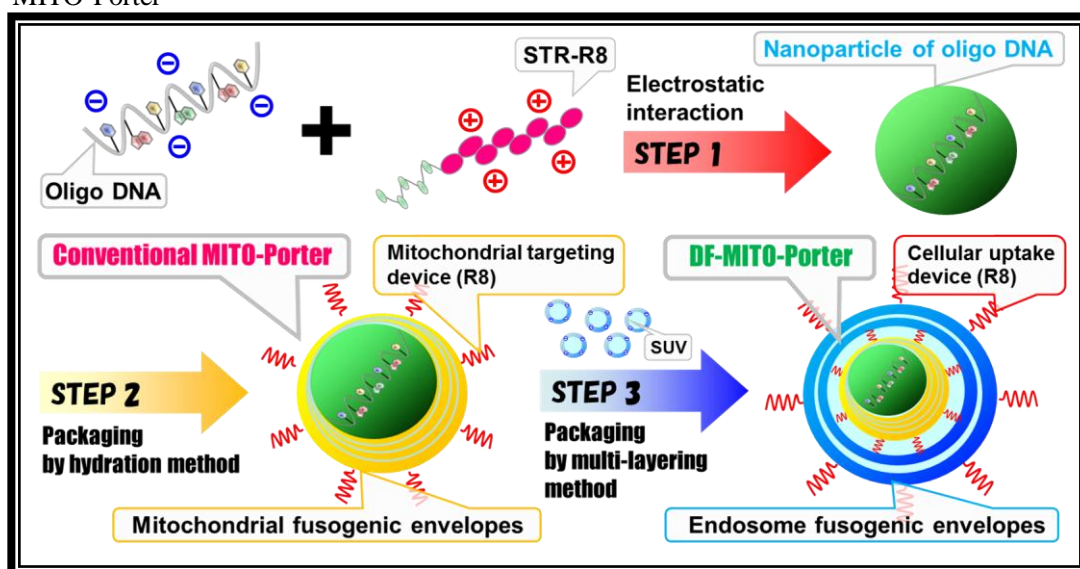 MITO-Porter
STR-R8
Nanoparticle of oligo DNA
Electrostatic
interaction
STEP 1
Oligo DNA
Conventional MITO-Porter
Mitochondrial targeting
device (R8)
DF-MITO-Porter
Cellular uptake
device (R8)
SUV
STEP 2
STEP 3
Packaging
by hydration method
Packaging
by multi-layering
method
Mitochondrial fusogenic envelopes
Endosome fusogenic envelopes